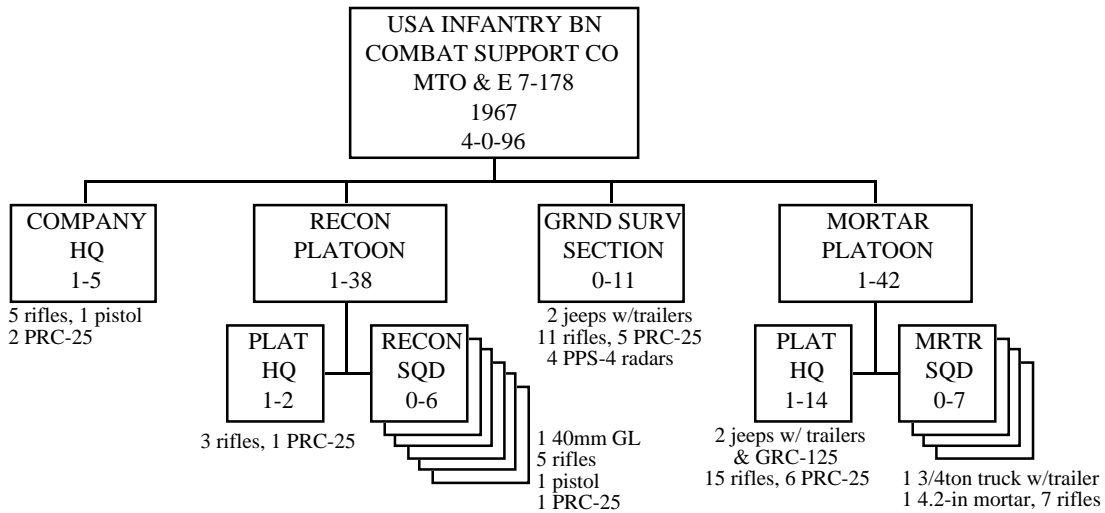 USA INFANTRY BN
COMBAT SUPPORT CO
MTO & E 7-178
1967
4-0-96
COMPANY
HQ
1-5
5 rifles, 1 pistol
2 PRC-25
RECON
PLATOON
1-38
PLAT
HQ
1-2
3 rifles, 1 PRC-25
RECON
SQD
0-6
1 40mm GL
5 rifles
1 pistol
1 PRC-25
GRND SURV
SECTION
0-11
2 jeeps w/trailers
11 rifles, 5 PRC-25
4 PPS-4 radars
MORTAR
PLATOON
1-42
PLAT
HQ
1-14
2 jeeps w/ trailers
& GRC-125
15 rifles, 6 PRC-25
MRTR
SQD
0-7
1 3/4ton truck w/trailer
1 4.2-in mortar, 7 rifles